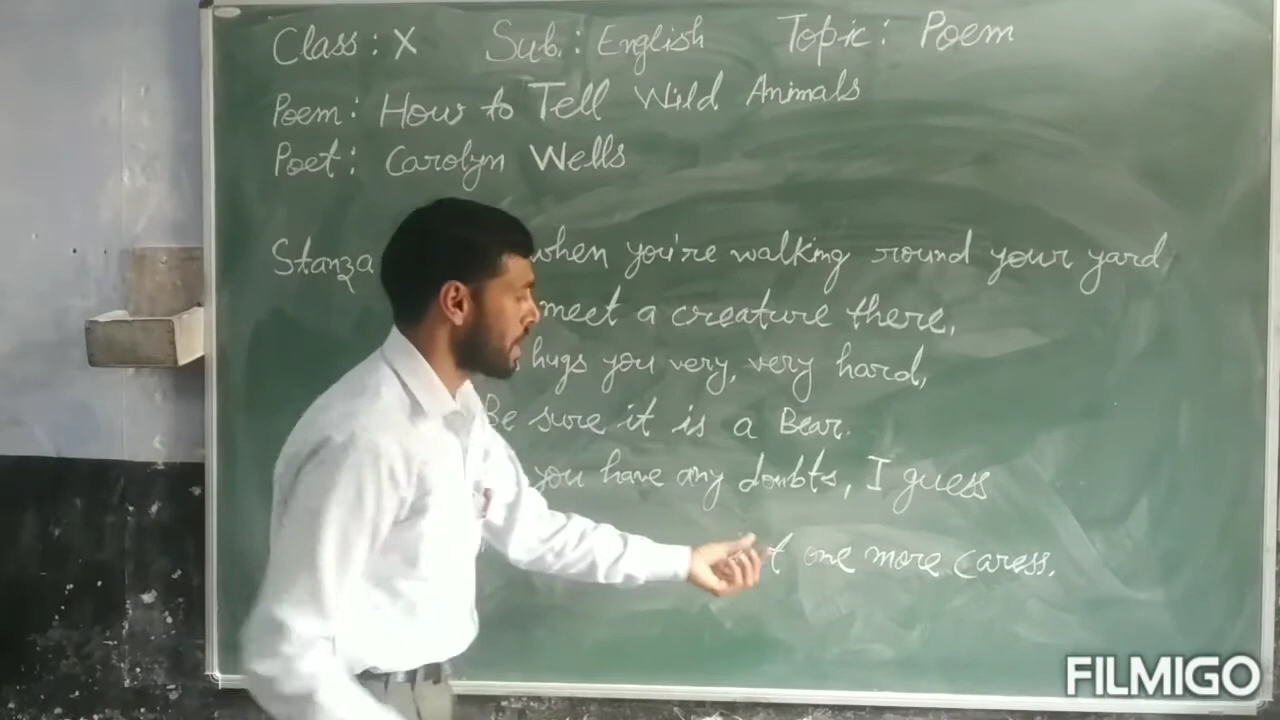 Class : X Sub. : English Topic : Poem
Poem : How to Tell Wild Animals
Poet : Carolyn Wells
Stanza when you're walking round your yard
meet a creature there,
hugs you very, very hard,
Be sure it is a Bear.
you have any doubts, I guess
one more caress.
FILMIGO